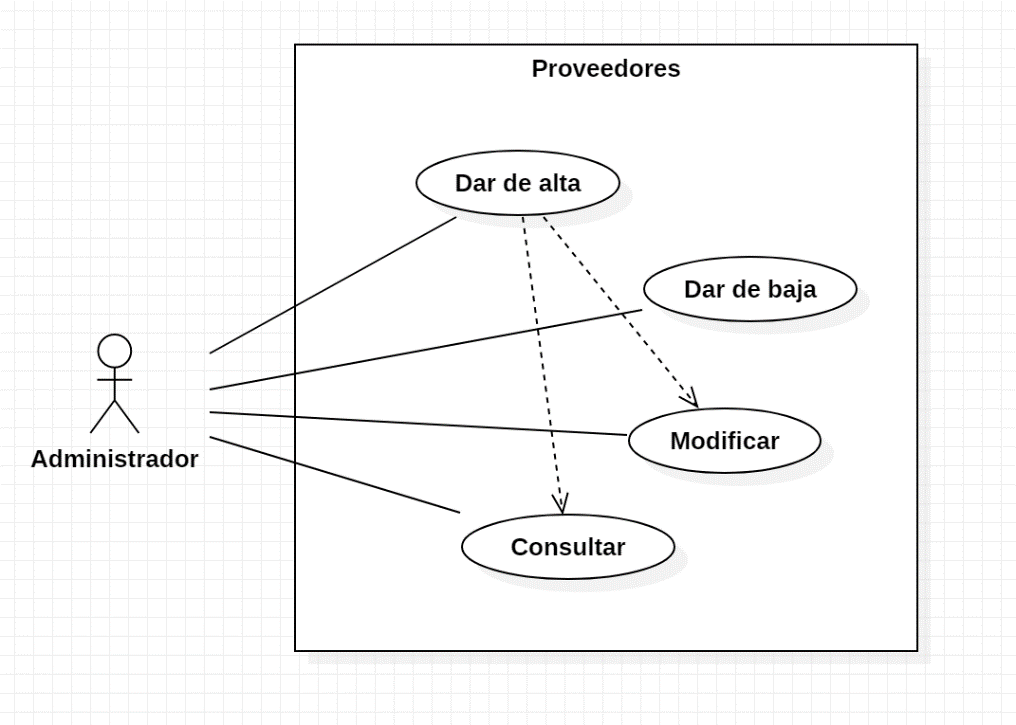 Proveedores
Dar de alta
Dar de baja
Modificar
Administrador
Consultar